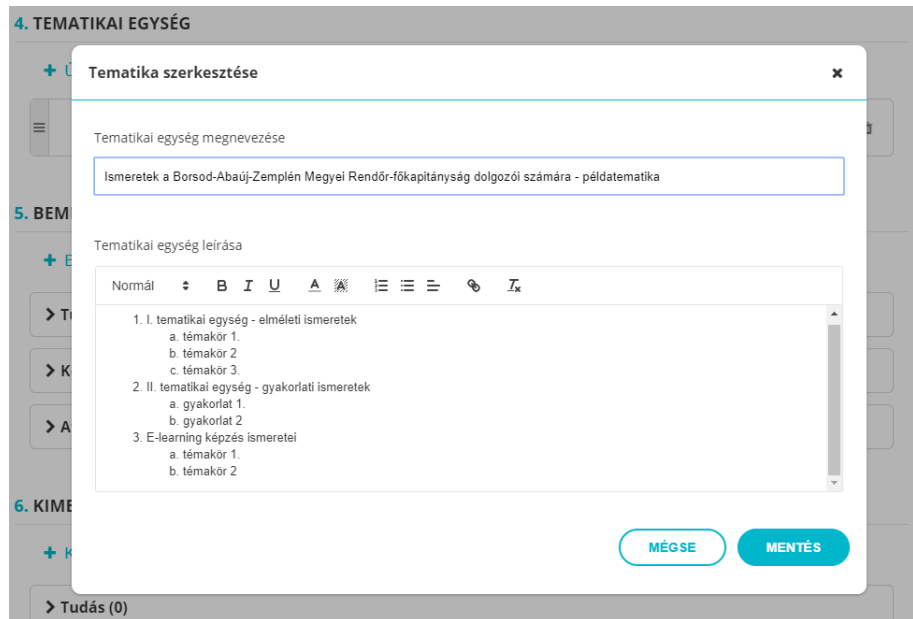 4. TEMATIKAI EGYSÉG
Tematika szerkesztése
Tematikai egység megnevezése
Ismeretek a Borsod-Abaúj-Zemplén Megyei Rendőr-főkapitányság dolgozói számára - példatematika
5.
Tematikai egység leírása
Normál B I U A A
1. I. tematikai egység - elméleti ismeretek
a. témakör 1.
b. témakör 2
c. témakör 3.
2. II. tematikai egység - gyakorlati ismeretek
a. gyakorlat 1.
b. gyakorlat 2
3. E-learning képzés ismeretei
a. témakör 1.
b. témakör 2
6.
MÉGSE MENTÉS
Tudás (0)